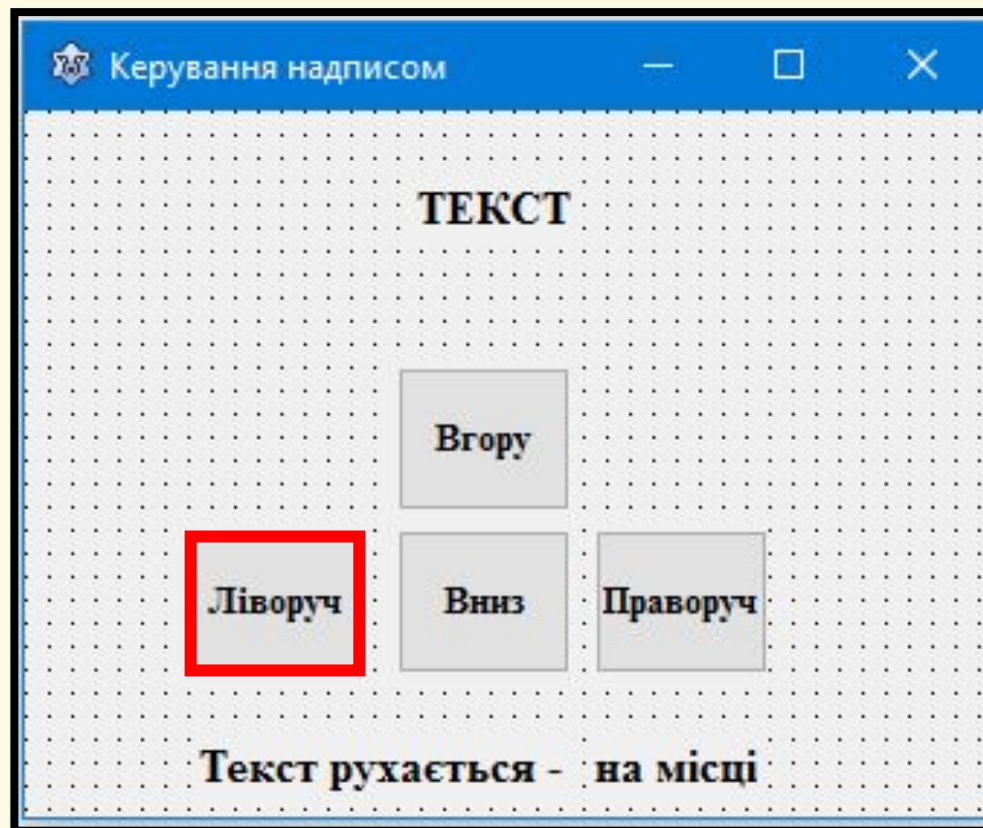 Керування надписом
ТЕКСТ
Вгору
Ліворуч Вниз Праворуч
Текст рухається - на місці